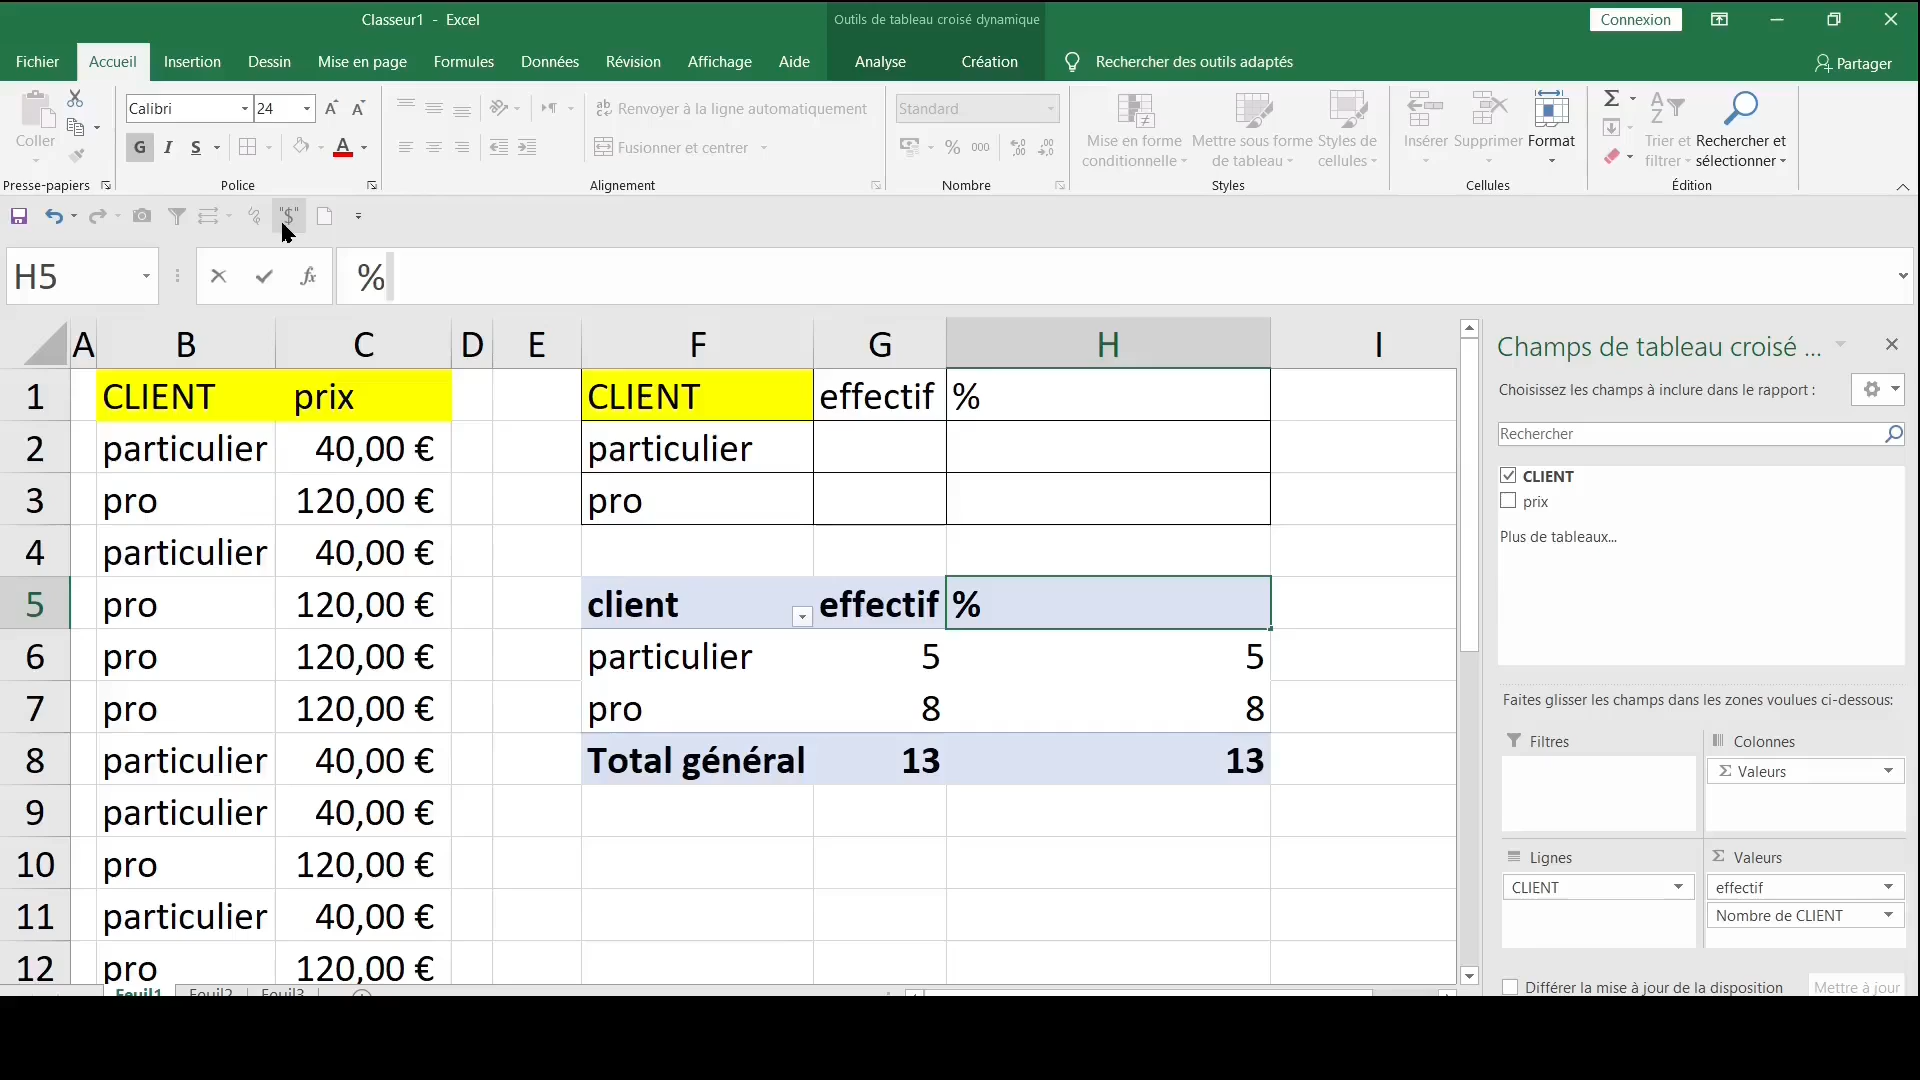 Classeur1 - Excel
Outils de tableau croisé dynamique
Connexion
Fichier Accueil Insertion Dessin Mise en page Formules Données Révision Affichage Aide Analyse Création Rechercher des outils adaptés Partager
Coller
Presse-papiers
Calibri 24
G I S A
Police
Renvoyer à la ligne automatiquement
Fusionner et centrer
Alignement
Standard
% 000
Nombre
Mise en forme conditionnelle
Mettre sous forme de tableau
Styles de cellules
Styles
Insérer Supprimer Format
Cellules
Trier et filtrer
Rechercher et sélectionner
Édition
"$"
H5 fx %
A B C D E F G H I
1 CLIENT prix CLIENT effectif %
2 particulier 40,00 € particulier
3 pro 120,00 € pro
4 particulier 40,00 €
5 pro 120,00 € client effectif %
6 pro 120,00 € particulier 5 5
7 pro 120,00 € pro 8 8
8 particulier 40,00 € Total général 13 13
9 particulier 40,00 €
10 pro 120,00 €
11 particulier 40,00 €
12 pro 120,00 €
Feuil1 Feuil2 Feuil3
Champs de tableau croisé ...
Choisissez les champs à inclure dans le rapport :
Rechercher
CLIENT
prix
Plus de tableaux...
Faites glisser les champs dans les zones voulues ci-dessous:
Filtres
Colonnes
Σ Valeurs
Lignes
CLIENT
Σ Valeurs
effectif
Nombre de CLIENT
Différer la mise à jour de la disposition
Mettre à jour